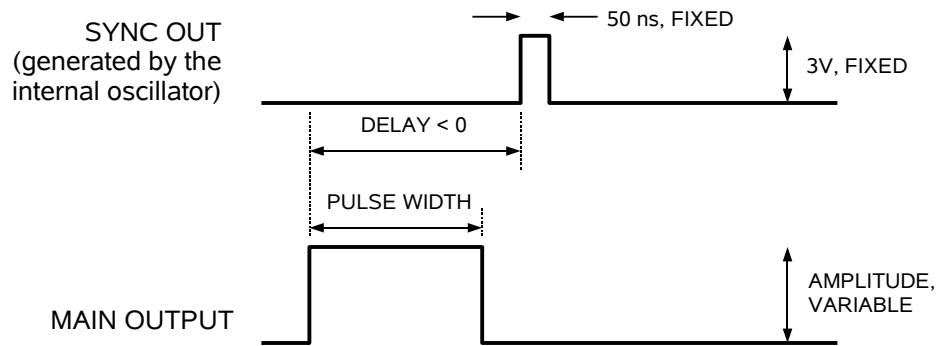 SYNC OUT
(generated by the
internal oscillator)
50 ns, FIXED
3V, FIXED
DELAY < 0
PULSE WIDTH
AMPLITUDE,
VARIABLE
MAIN OUTPUT